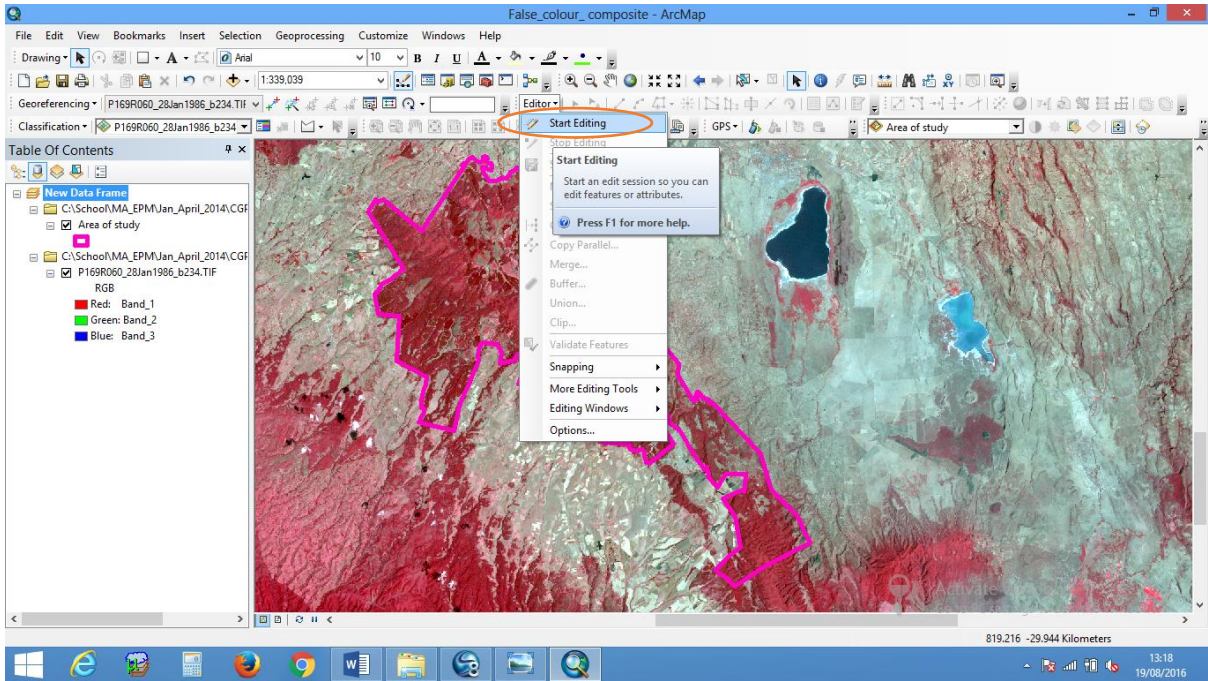 False_colour_ composite - ArcMap
File Edit View Bookmarks Insert Selection Geoprocessing Customize Windows Help
Drawing A Arial 10 B I U A
1:339,039
Georeferencing P169R060_28Jan1986_b234.TIF Editor
Classification P169R060_28Jan1986_b234 GPS Area of study
Table Of Contents
New Data Frame
C:\School\MA_EPM\Jan_April_2014\CGF
Area of study
C:\School\MA_EPM\Jan_April_2014\CGF
P169R060_28Jan1986_b234.TIF
RGB
Red: Band_1
Green: Band_2
Blue: Band_3
Start Editing
Stop Editing
Start Editing
Start an edit session so you can
edit features or attributes.
Press F1 for more help.
Copy Parallel...
Merge...
Buffer...
Union...
Clip...
Validate Features
Snapping
More Editing Tools
Editing Windows
Options...
Activate
819.216 -29.944 Kilometers
13:18
19/08/2016